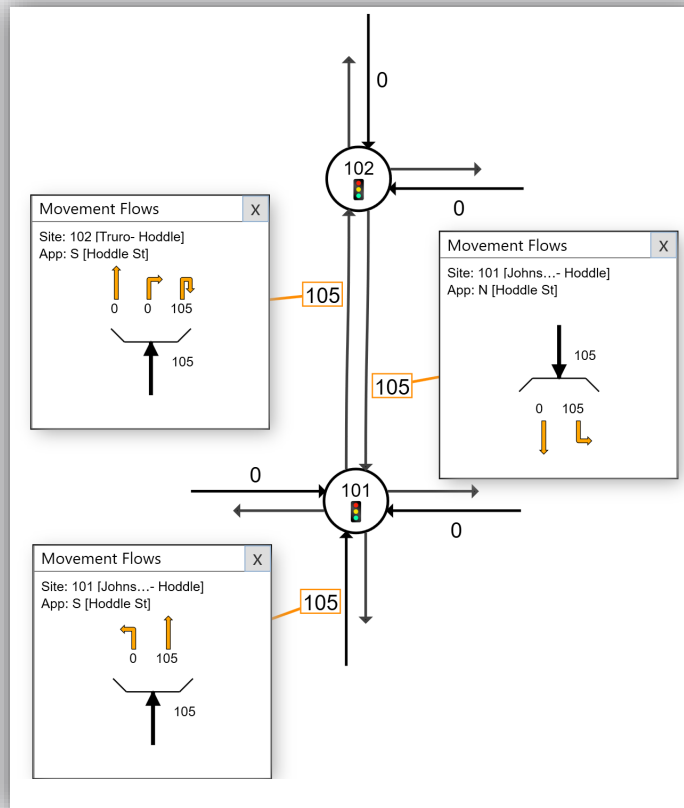 0
102
0
Movement Flows X
Site: 102 [Truro- Hoddle]
App: S [Hoddle St]
0 0 105
105
105
Movement Flows X
Site: 101 [Johns...- Hoddle]
App: N [Hoddle St]
105
0 105
105
0
101
0
Movement Flows X
Site: 101 [Johns...- Hoddle]
App: S [Hoddle St]
0 105
105
105